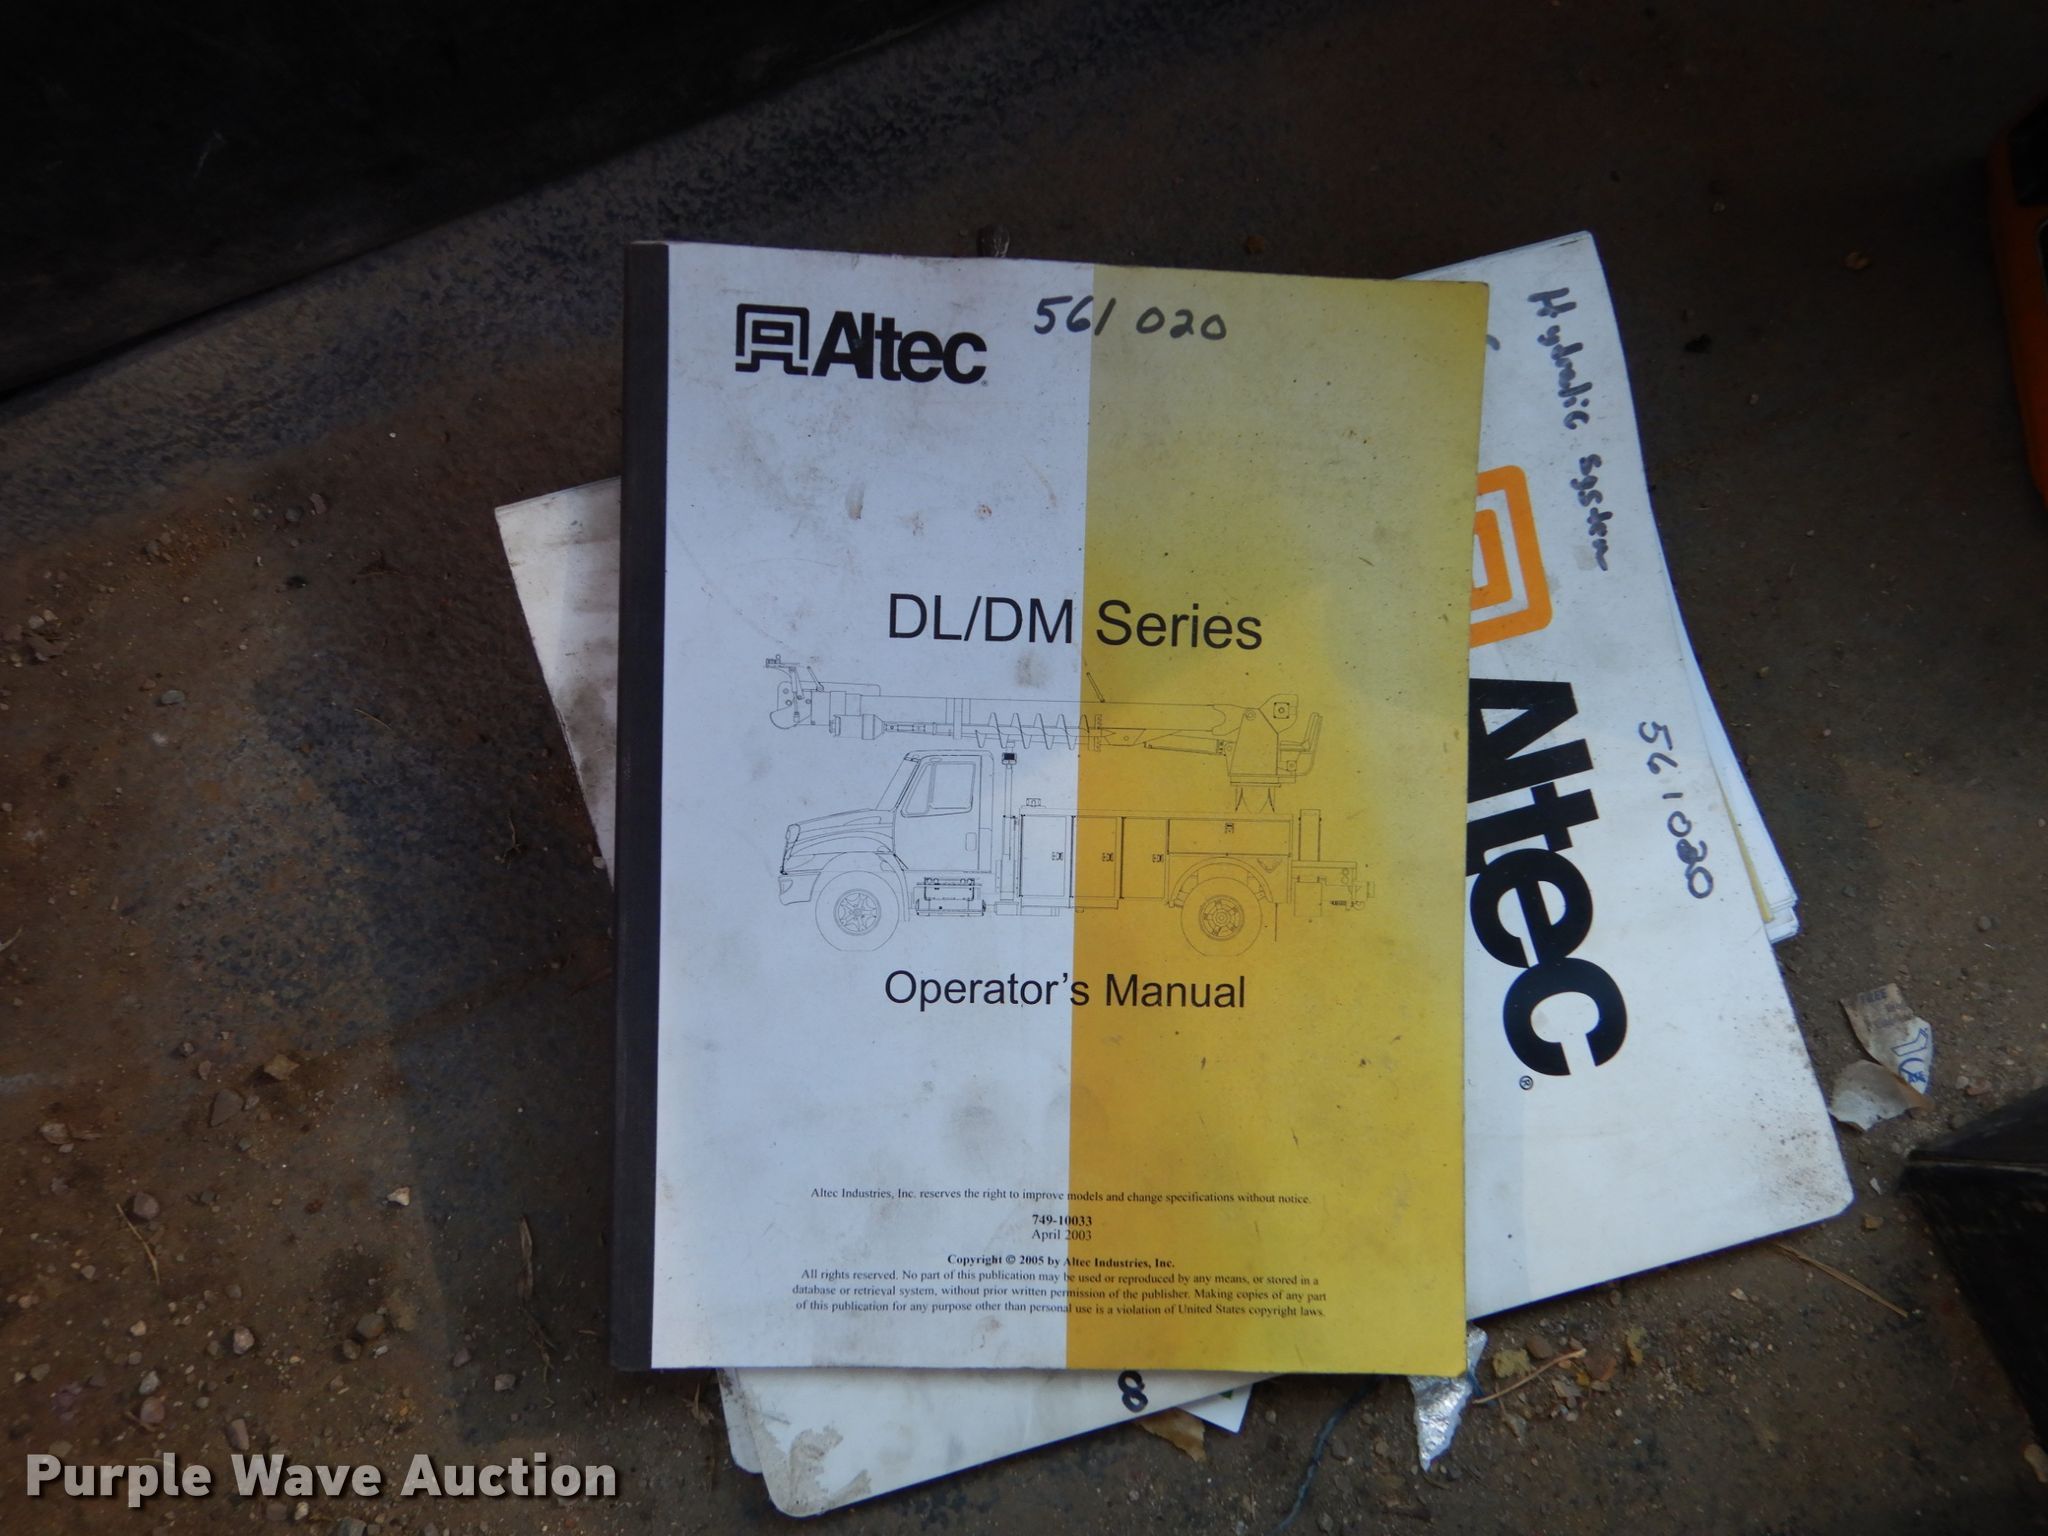 Altec
561 020
DL/DM Series
Operator's Manual
Altec Industries, Inc. reserves the right to improve models and change specifications without notice.
749-10033
April 2003
Copyright © 2005 by Altec Industries, Inc.
All rights reserved. No part of this publication may be used or reproduced by any means, or stored in a
database or retrieval system, without prior written permission of the publisher. Making copies of any part
of this publication for any purpose other than personal use is a violation of United States copyright laws.
Hydraulic System
561020
Altec®
8
FREE
Purple Wave Auction